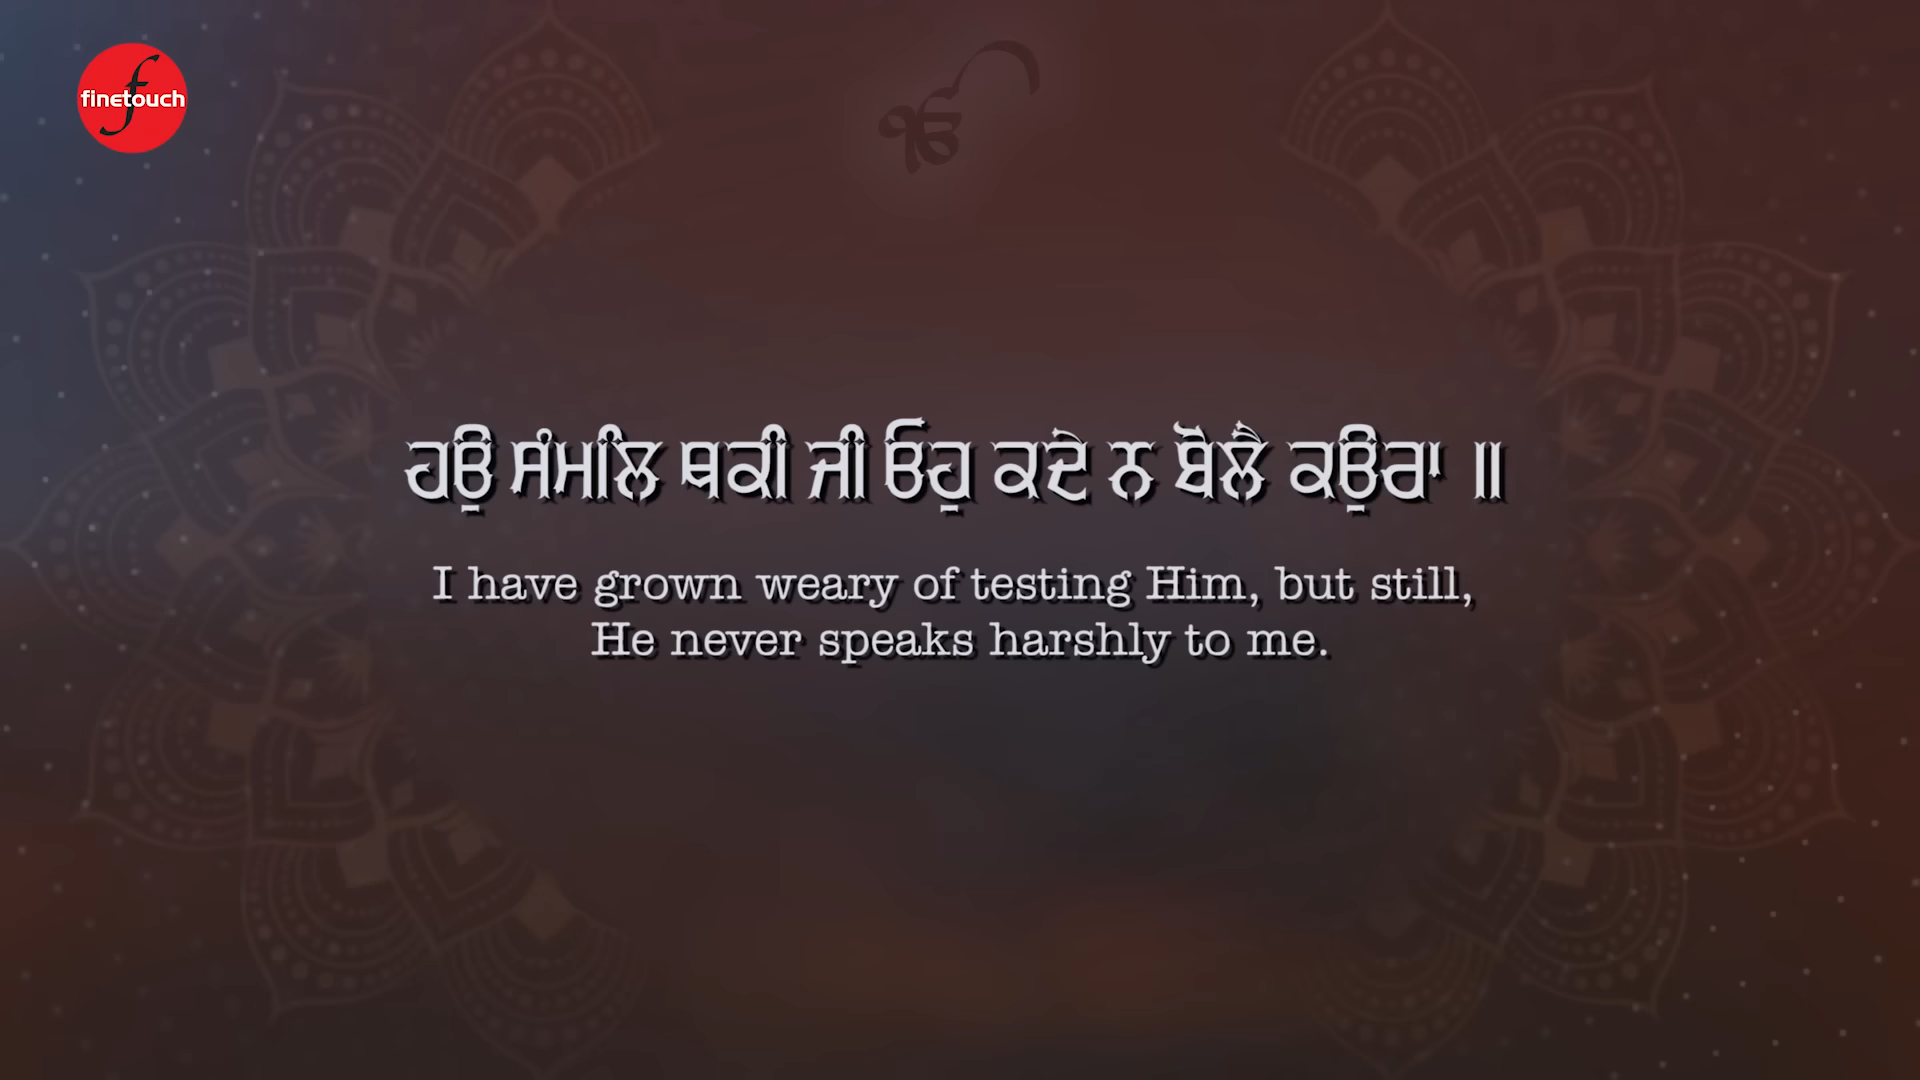 finetouch
ੴ
ਹਉ ਸੰਮਲਿ ਥਕੀ ਜੀ ਓਹੁ ਕਦੇ ਨ ਬੋਲੈ ਕਉਰਾ ॥
I have grown weary of testing Him, but still,
He never speaks harshly to me.